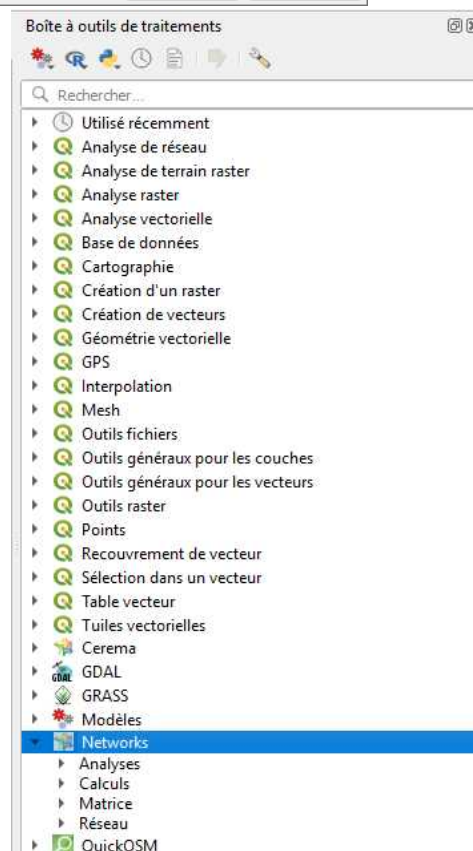 Boîte à outils de traitements
Rechercher...
Utilisé récemment
Analyse de réseau
Analyse de terrain raster
Analyse raster
Analyse vectorielle
Base de données
Cartographie
Création d'un raster
Création de vecteurs
Géométrie vectorielle
GPS
Interpolation
Mesh
Outils fichiers
Outils généraux pour les couches
Outils généraux pour les vecteurs
Outils raster
Points
Recouvrement de vecteur
Sélection dans un vecteur
Table vecteur
Tuiles vectorielles
Cerema
GDAL
GRASS
Modèles
Networks
Analyses
Calculs
Matrice
Réseau
QuickOSM